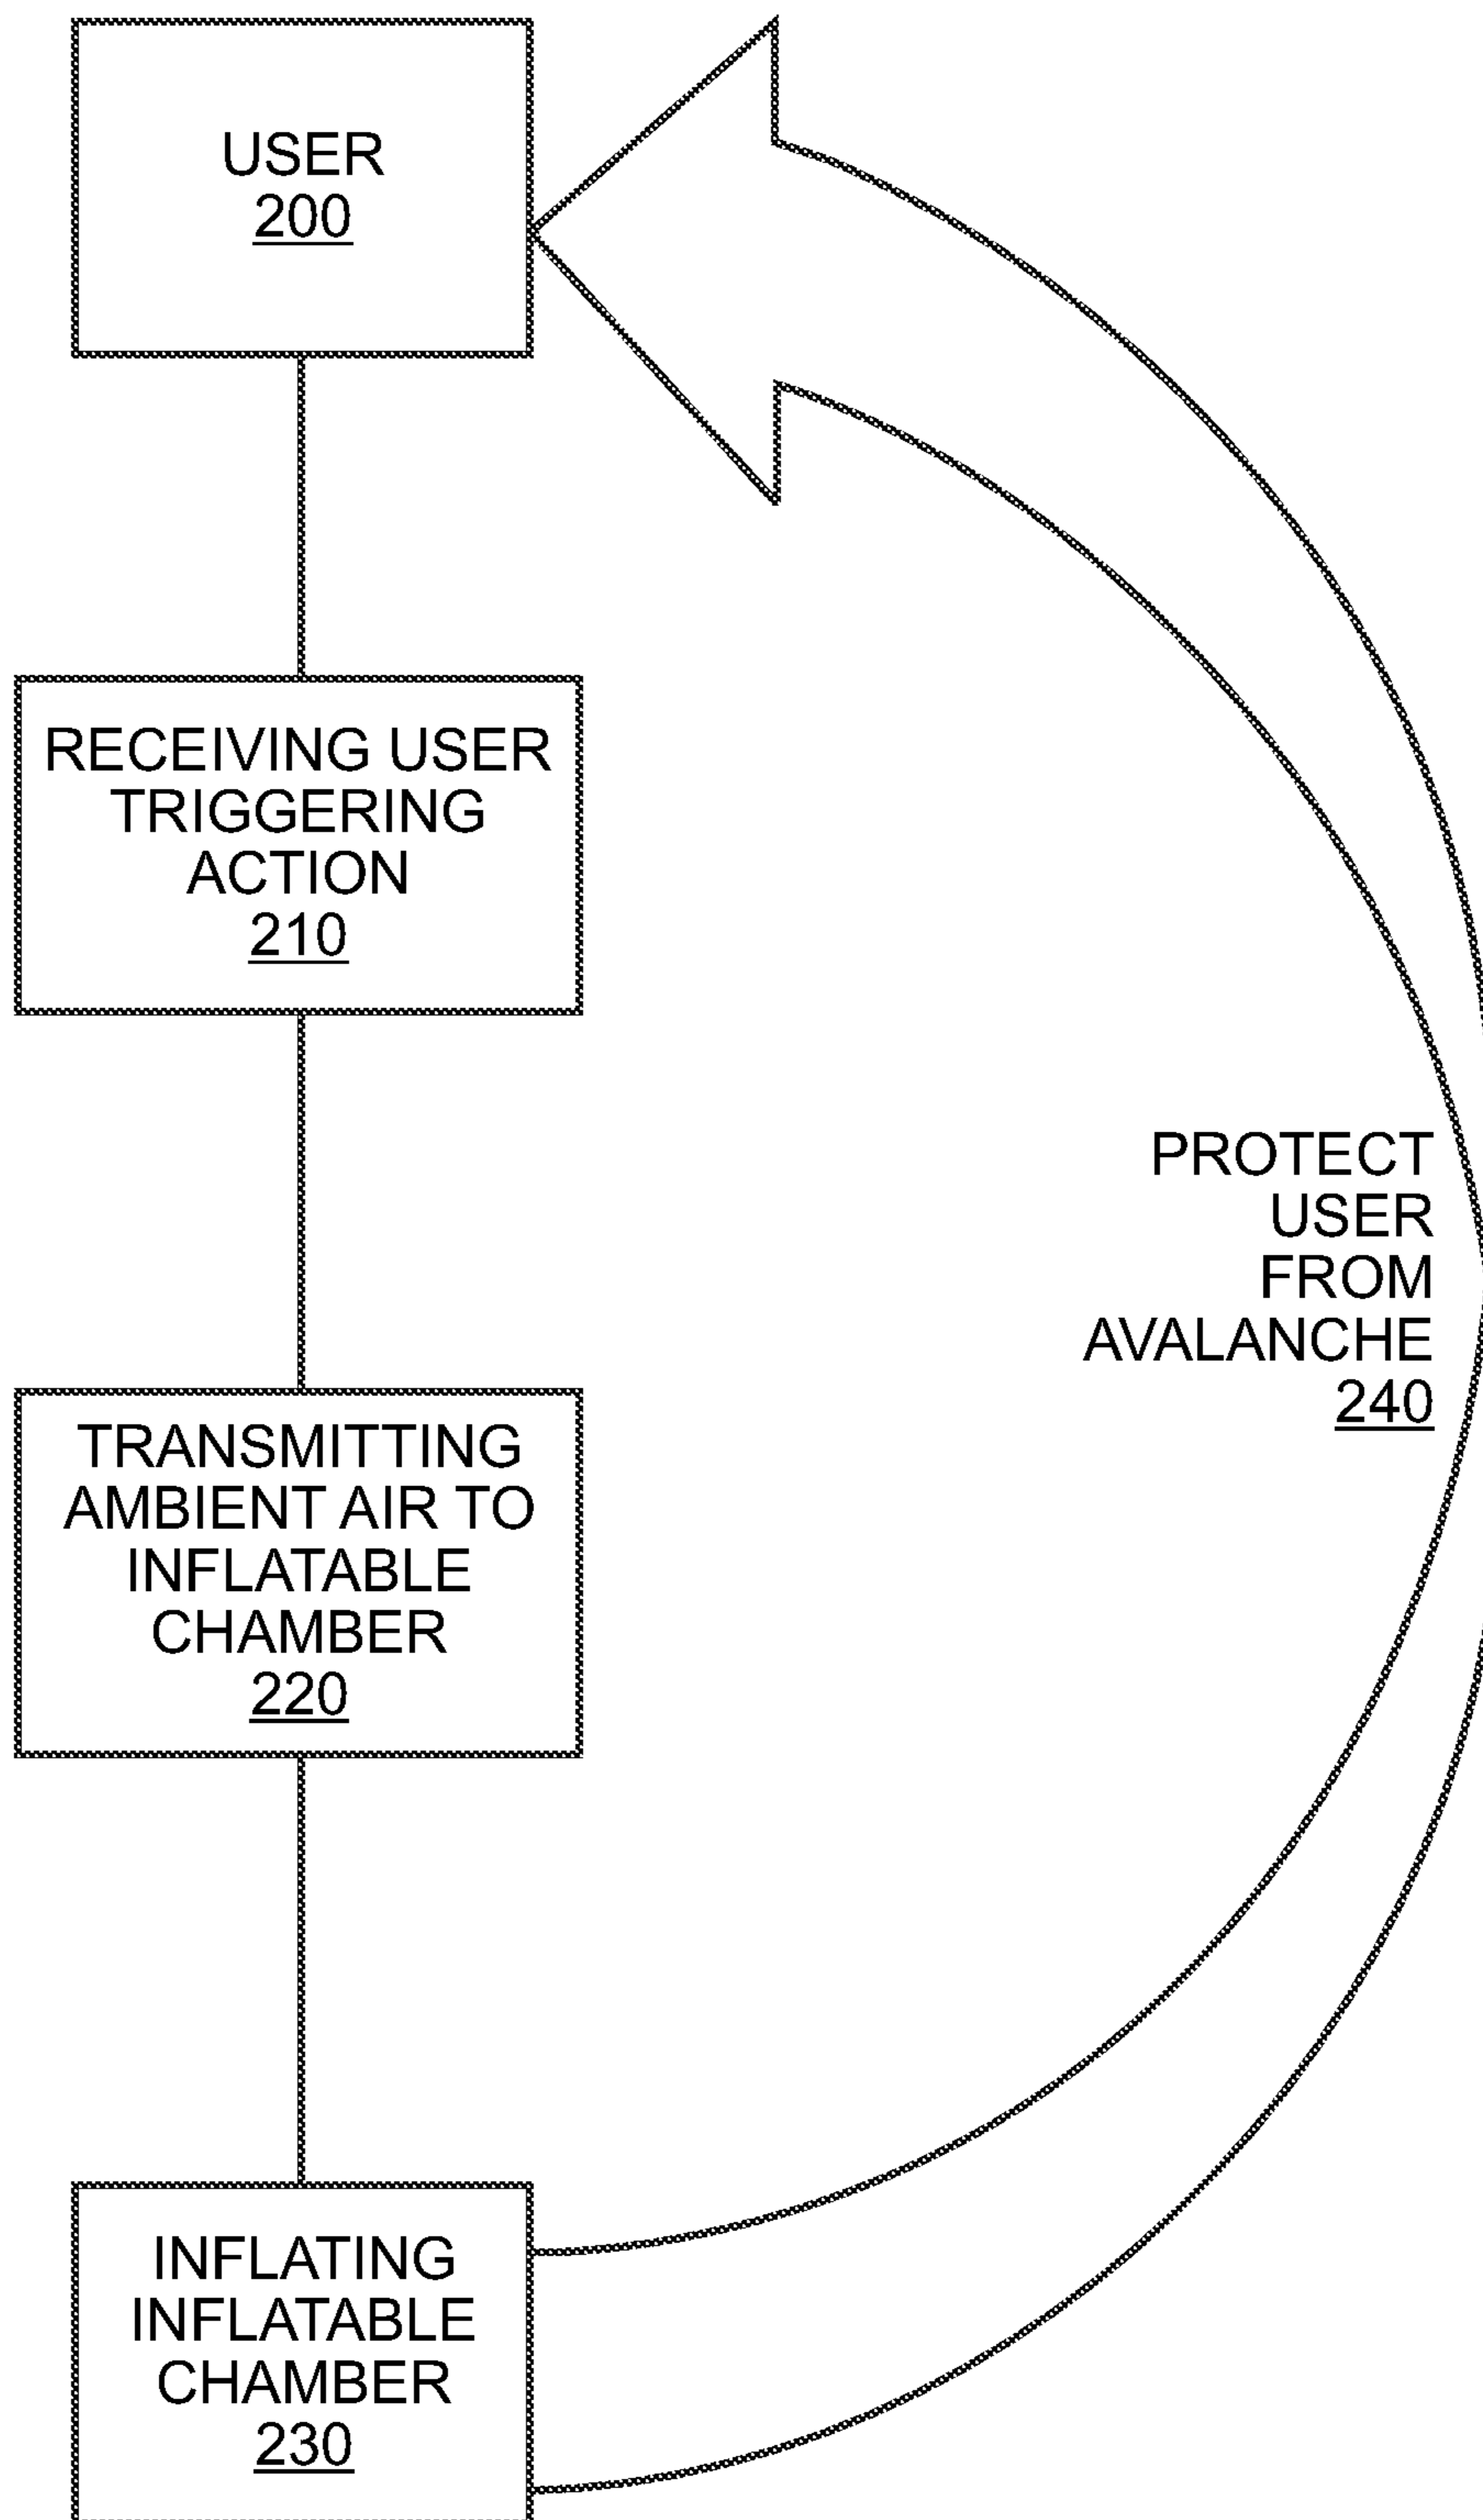 USER
200
RECEIVING USER
TRIGGERING
ACTION
210
PROTECT
USER
FROM
AVALANCHE
240
TRANSMITTING
AMBIENT AIR TO
INFLATABLE
CHAMBER
220
INFLATING
INFLATABLE
CHAMBER
230